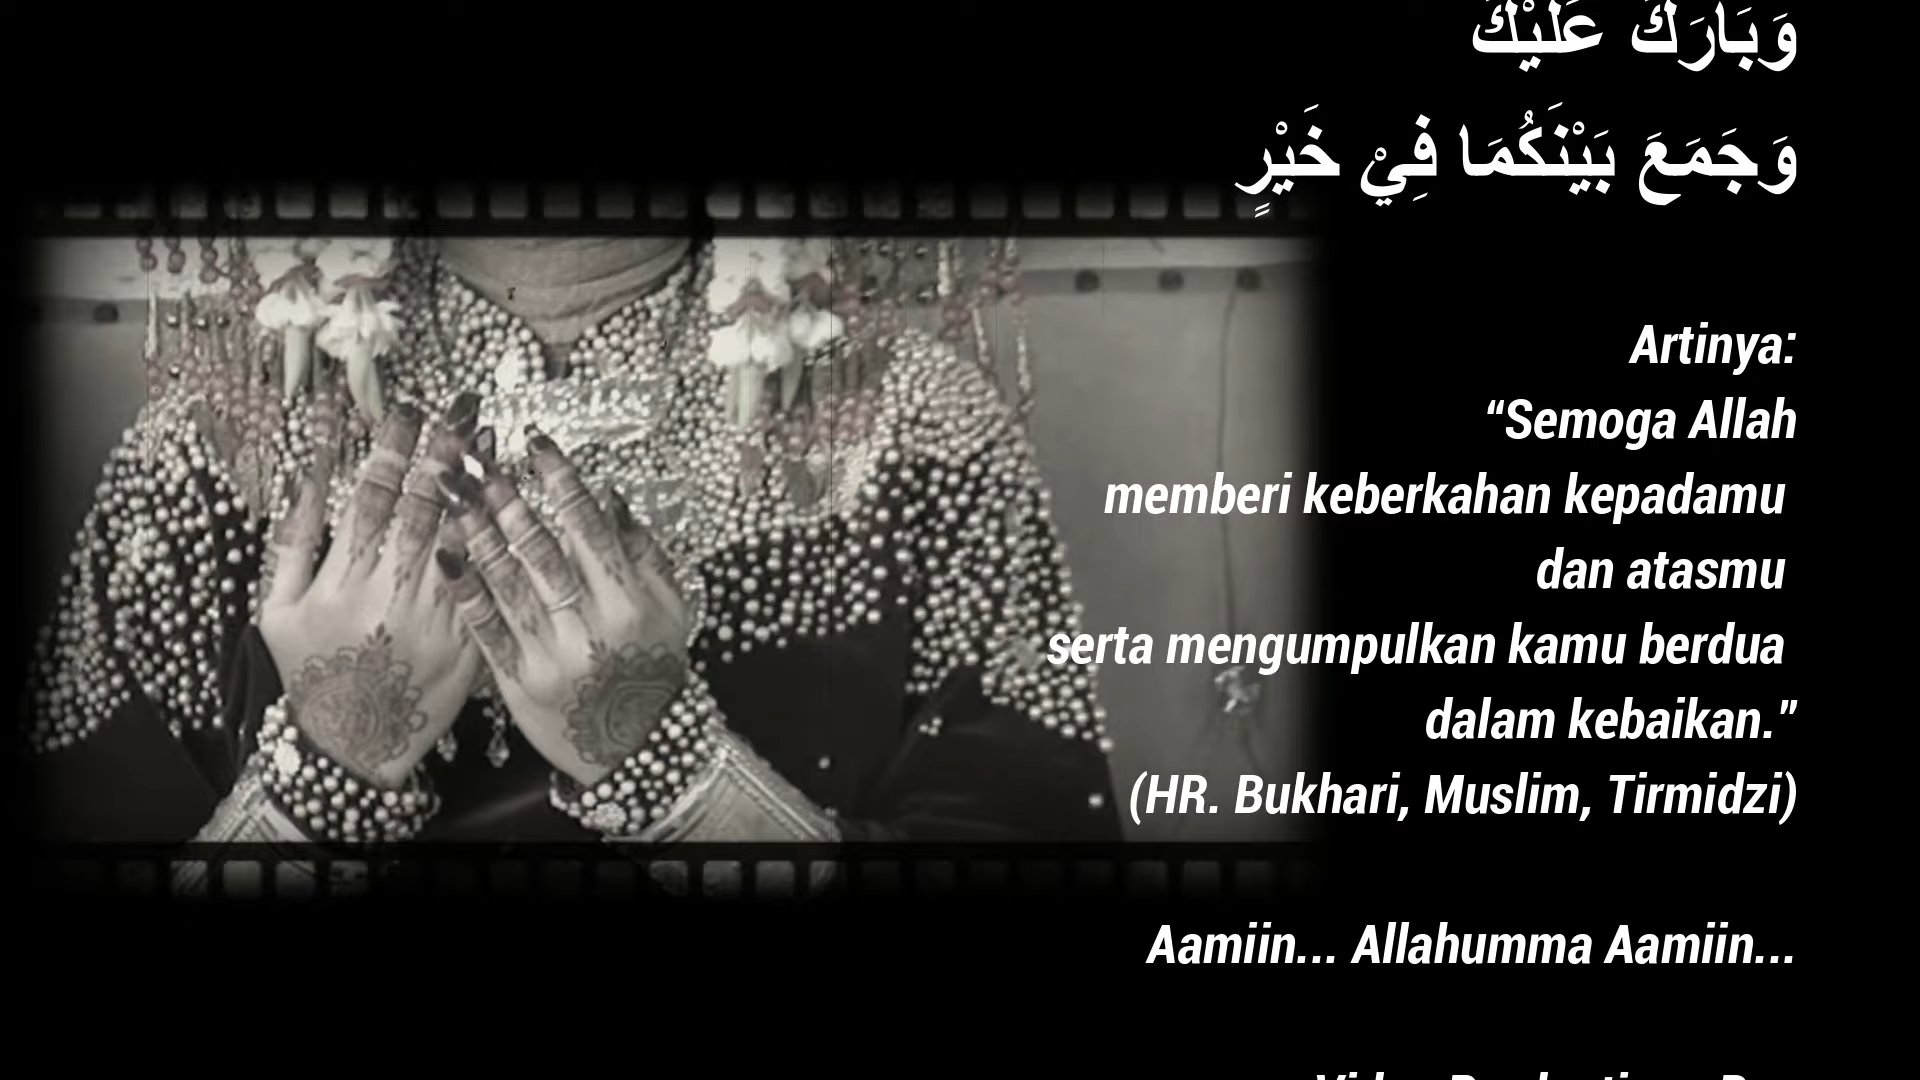 وَبَارَكَ عَلَيْكَ
وَجَمَعَ بَيْنَكُمَا فِيْ خَيْرٍ
Artinya:
“Semoga Allah
memberi keberkahan kepadamu
dan atasmu
serta mengumpulkan kamu berdua
dalam kebaikan.”
(HR. Bukhari, Muslim, Tirmidzi)
Aamiin... Allahumma Aamiin...